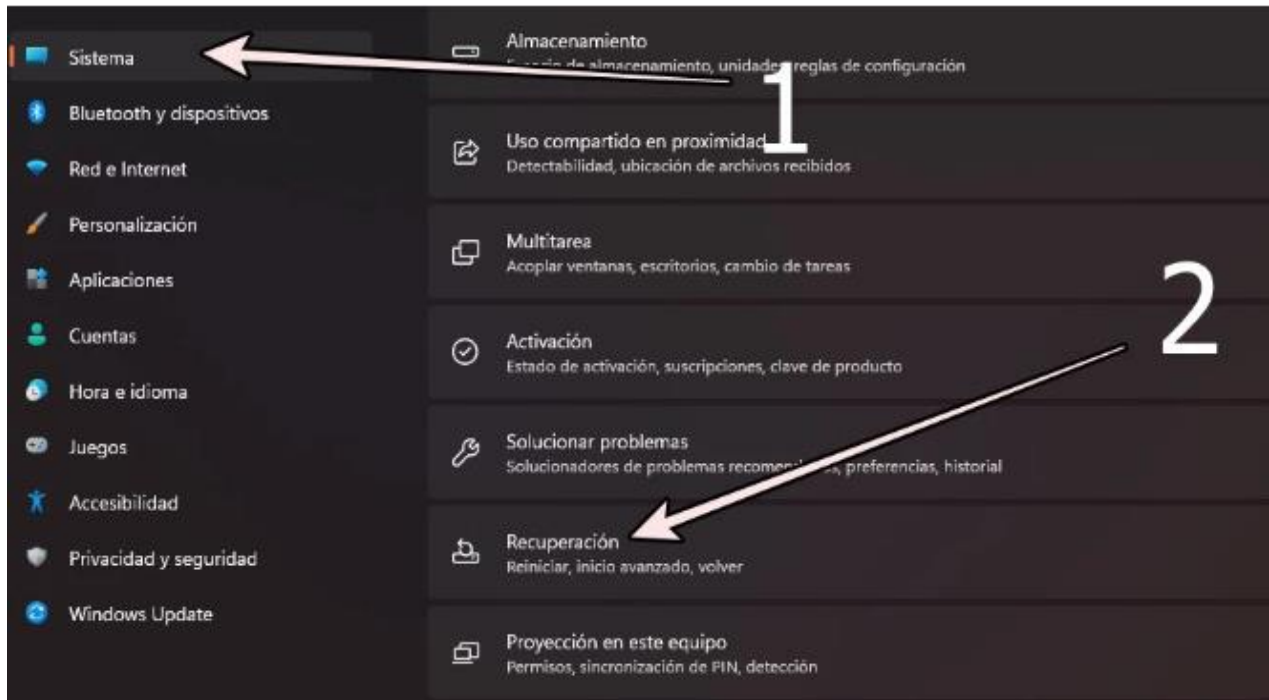 Sistema
Bluetooth y dispositivos
Red e Internet
Personalización
Aplicaciones
Cuentas
Hora e idioma
Juegos
Accesibilidad
Privacidad y seguridad
Windows Update
Almacenamiento
de almacenamiento, unidades, reglas de configuración
1
Uso compartido en proximidad
Detectabilidad, ubicación de archivos recibidos
Multitarea
Acoplar ventanas, escritorios, cambio de tareas
2
Activación
Estado de activación, suscripciones, clave de producto
Solucionar problemas
Solucionadores de problemas preferencias, historial
Recuperación
Reiniciar, inicio avanzado, volver
Proyección en este equipo
Permisos, sincronización de PIN, detección